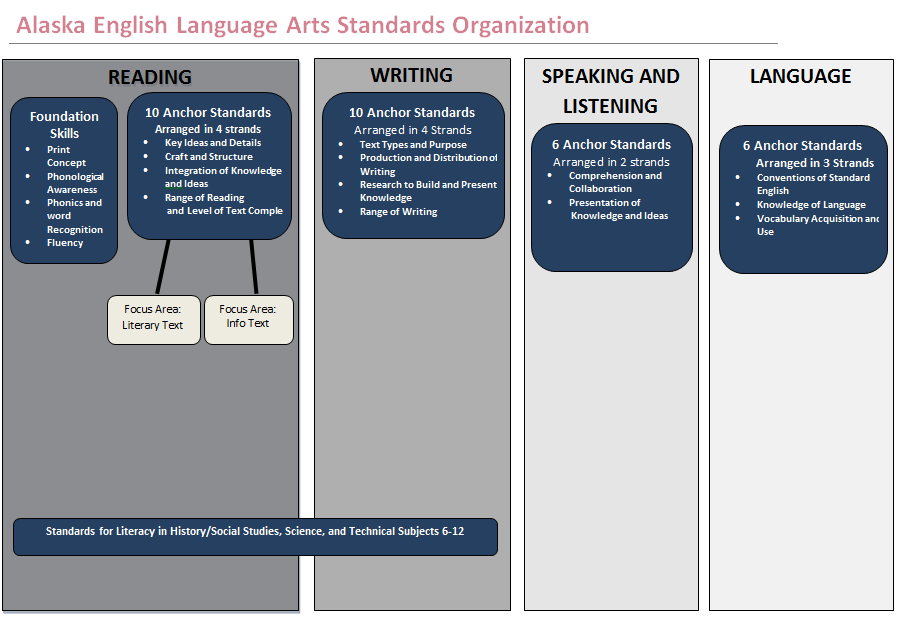 Alaska English Language Arts Standards Organization
READING
Foundation
Skills
• Print
Concept
• Phonological
Awareness
• Phonics and
word
Recognition
• Fluency
10 Anchor Standards
Arranged in 4 strands
• Key Ideas and Details
• Craft and Structure
• Integration of Knowledge
and Ideas
• Range of Reading
and Level of Text Comple
Focus Area:
Literary Text
Focus Area:
Info Text
WRITING
10 Anchor Standards
Arranged in 4 Strands
• Text Types and Purpose
• Production and Distribution of
Writing
• Research to Build and Present
Knowledge
• Range of Writing
SPEAKING AND
LISTENING
6 Anchor Standards
Arranged in 2 strands
• Comprehension and
Collaboration
• Presentation of
Knowledge and Ideas
LANGUAGE
6 Anchor Standards
Arranged in 3 Strands
• Conventions of Standard
English
• Knowledge of Language
• Vocabulary Acquisition and
Use
Standards for Literacy in History/Social Studies, Science, and Technical Subjects 6-12